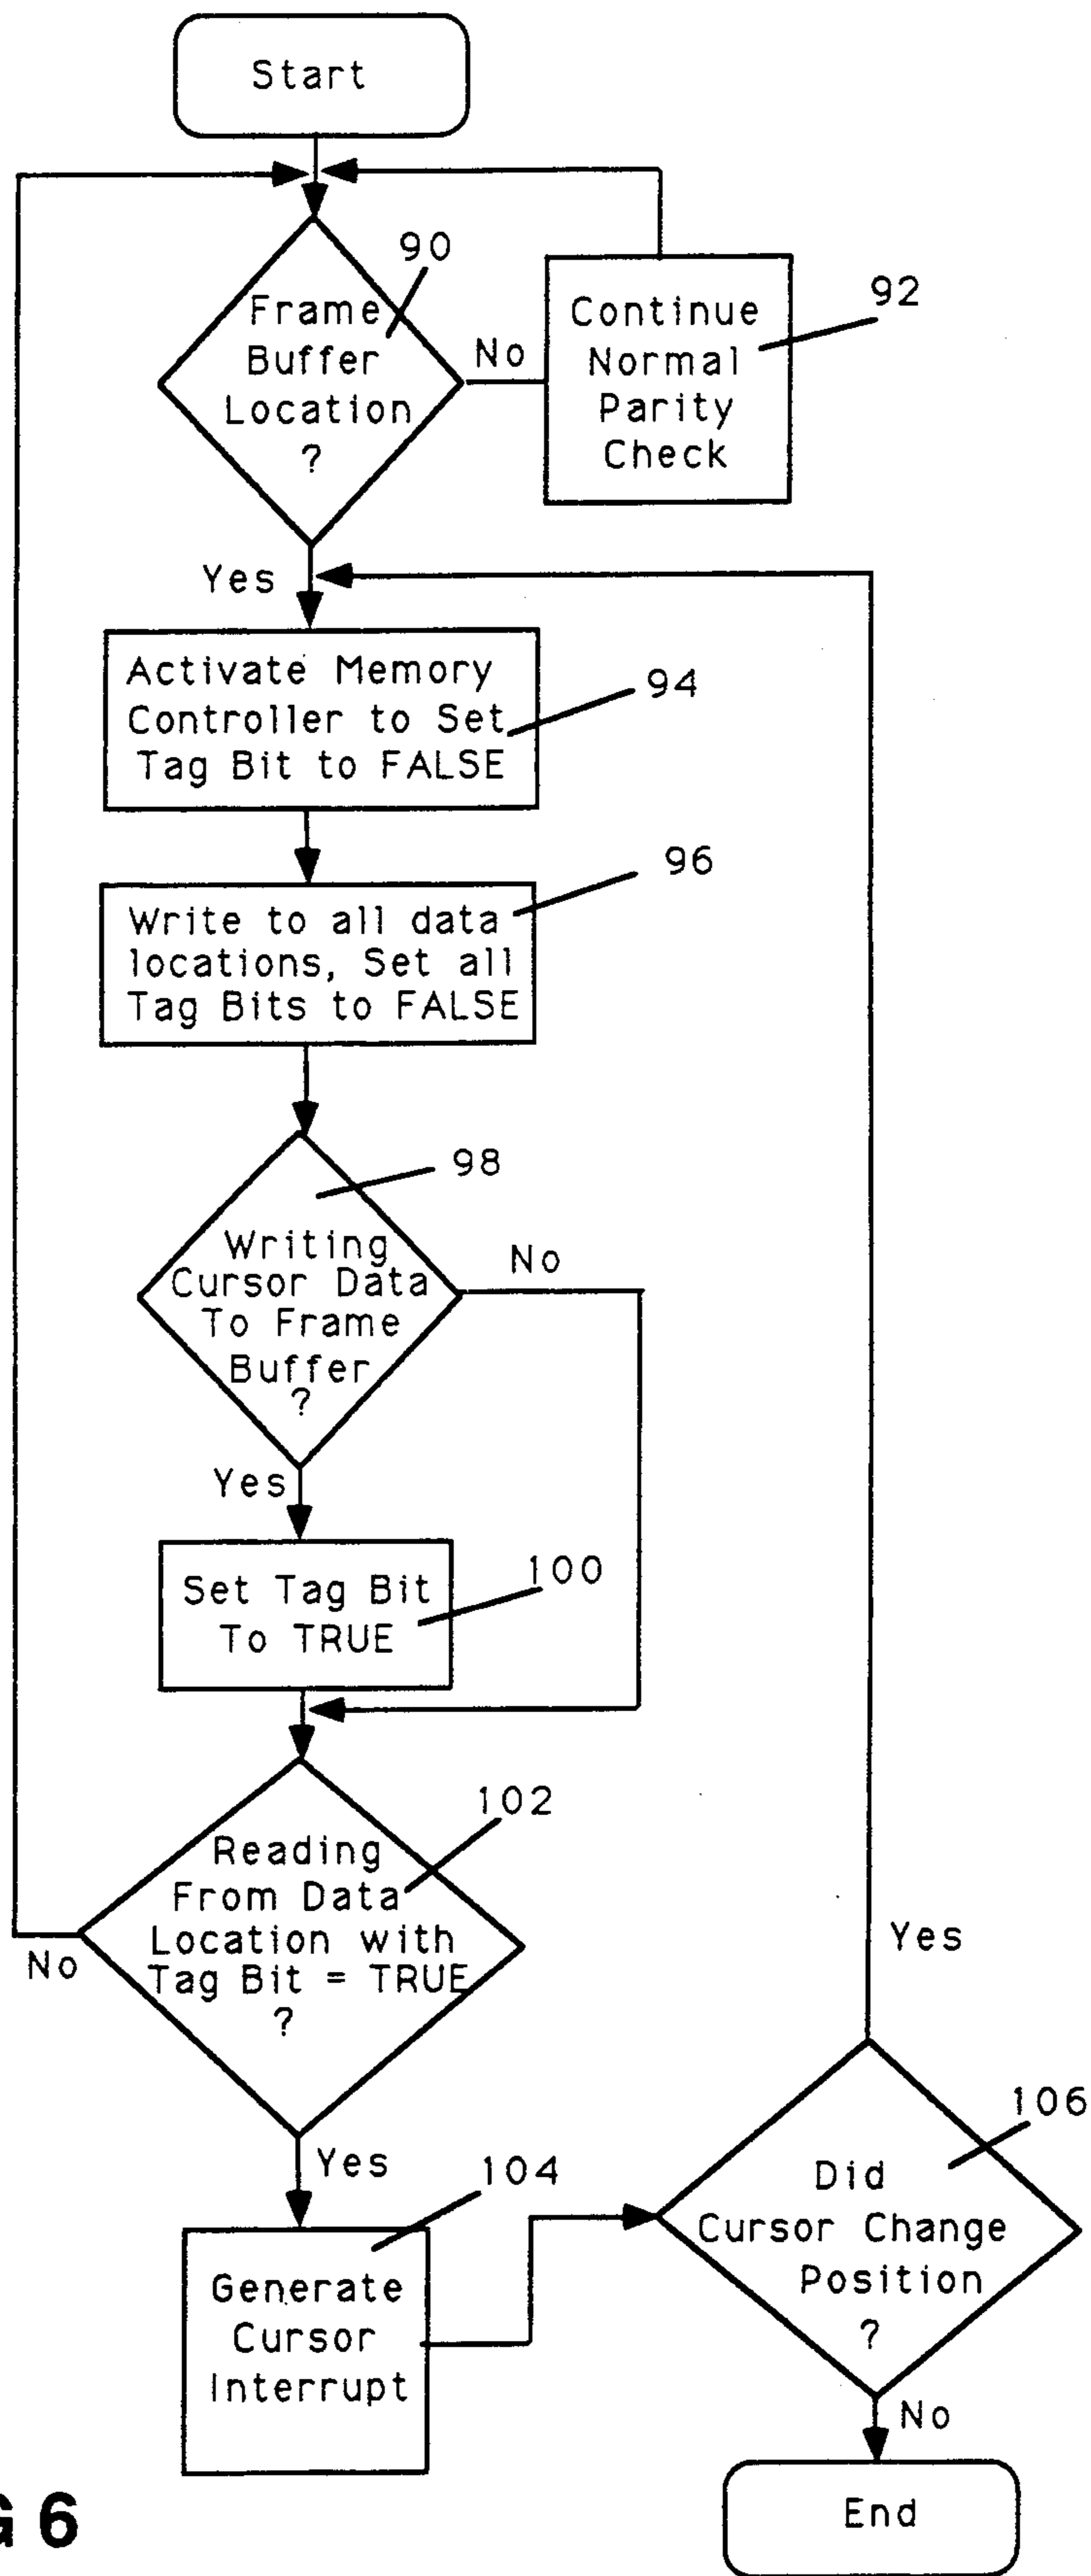 Start
90
Frame
Buffer
Location
?
No
Continue
Normal
Parity
Check
92
Yes
Activate Memory
Controller to Set
Tag Bit to FALSE
94
96
Write to all data
locations, Set all
Tag Bits to FALSE
98
Writing
Cursor Data
To Frame
Buffer
?
No
Yes
Set Tag Bit
To TRUE
100
102
Reading
From Data
Location with
Tag Bit = TRUE
?
No
Yes
Yes
104
Generate
Cursor
Interrupt
106
Did
Cursor Change
Position
?
No
End
G 6